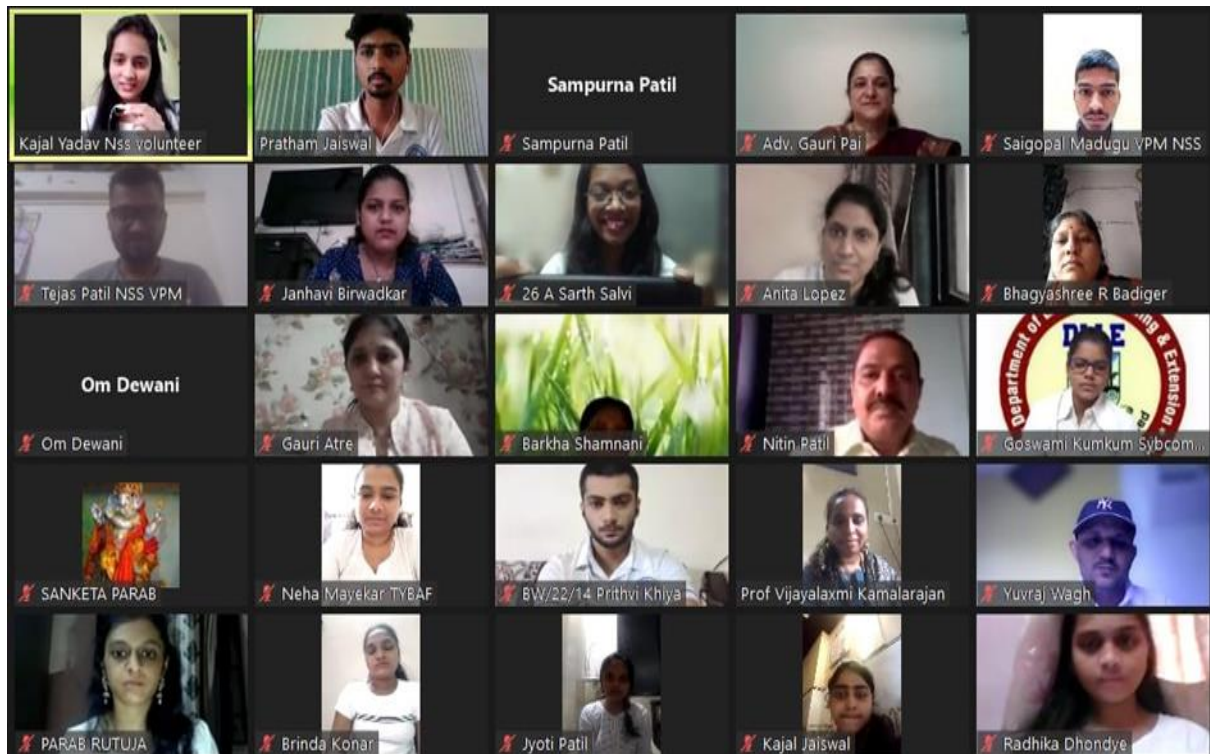 Kajal Yadav Nss volunteer
Pratham Jaiswal
Sampurna Patil
Sampurna Patil
Adv. Gauri Pai
Saigopal Madugu VPM NSS
Tejas Patil NSS VPM
Janhavi Birwadkar
26 A Sarth Salvi
Anita Lopez
Bhagyashree R Badiger
Om Dewani
Om Dewani
Gauri Atre
Barkha Shamnani
Nitin Patil
DLLE
Department of
& Extension
Goswami Kumkum Sybcom...
SANKETA PARAB
Neha Mayekar TYBAF
BW/22/14 Prithvi Khiya
Prof Vijayalaxmi Kamalarajan
NY
Yuvraj Wagh
PARAB RUTUJA
Brinda Konar
Jyoti Patil
Kajal Jaiswal
Radhika Dhondye